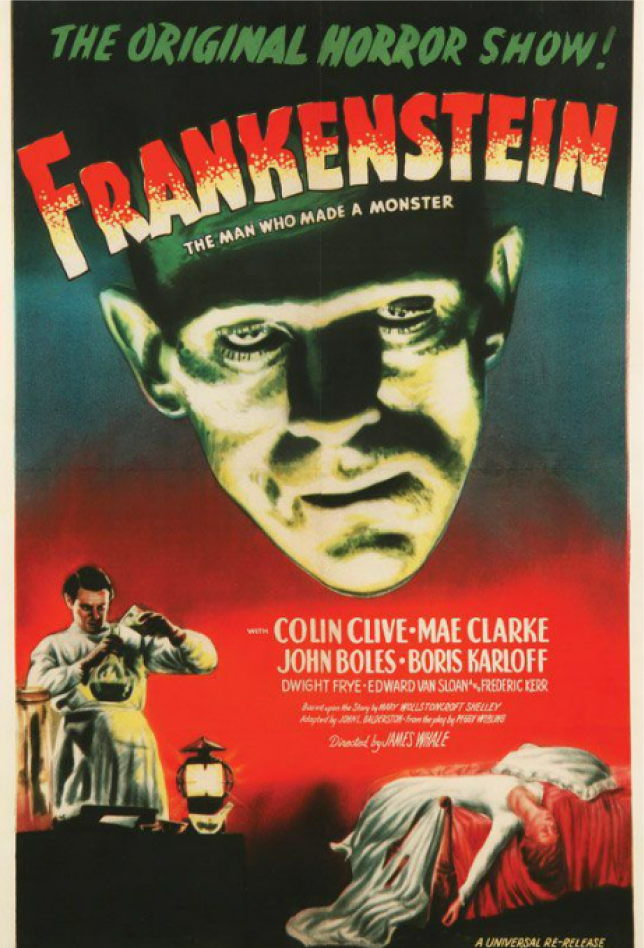 THE ORIGINAL HORROR SHOW!
FRANKENSTEIN
THE MAN WHO MADE A MONSTER
WITH COLIN CLIVE • MAE CLARKE
JOHN BOLES • BORIS KARLOFF
DWIGHT FRYE • EDWARD VAN SLOAN AND FREDERIC KERR
Based upon the Story by MARY WOLLSTONCROFT SHELLEY
Adapted by JOHN L. BALDERSTON - from the play by PEGGY WEBLING
Directed by JAMES WHALE
A UNIVERSAL RE-RELEASE